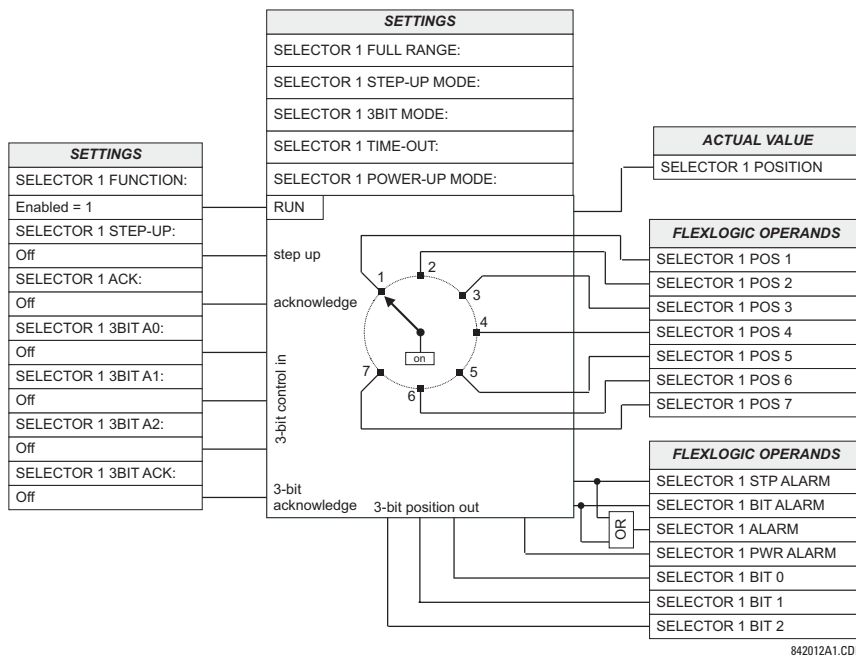 SETTINGS
SELECTOR 1 FULL RANGE:
SELECTOR 1 STEP-UP MODE:
SELECTOR 1 3BIT MODE:
SELECTOR 1 TIME-OUT:
SELECTOR 1 POWER-UP MODE:
SETTINGS
SELECTOR 1 FUNCTION:
Enabled = 1
SELECTOR 1 STEP-UP:
Off
SELECTOR 1 ACK:
Off
SELECTOR 1 3BIT A0:
Off
SELECTOR 1 3BIT A1:
Off
SELECTOR 1 3BIT A2:
Off
SELECTOR 1 3BIT ACK:
Off
RUN
step up
acknowledge
3-bit control in
3-bit
acknowledge
3-bit position out
1
2
3
4
5
6
7
on
ACTUAL VALUE
SELECTOR 1 POSITION
FLEXLOGIC OPERANDS
SELECTOR 1 POS 1
SELECTOR 1 POS 2
SELECTOR 1 POS 3
SELECTOR 1 POS 4
SELECTOR 1 POS 5
SELECTOR 1 POS 6
SELECTOR 1 POS 7
FLEXLOGIC OPERANDS
SELECTOR 1 STP ALARM
SELECTOR 1 BIT ALARM
OR
SELECTOR 1 ALARM
SELECTOR 1 PWR ALARM
SELECTOR 1 BIT 0
SELECTOR 1 BIT 1
SELECTOR 1 BIT 2
842012A1.CD